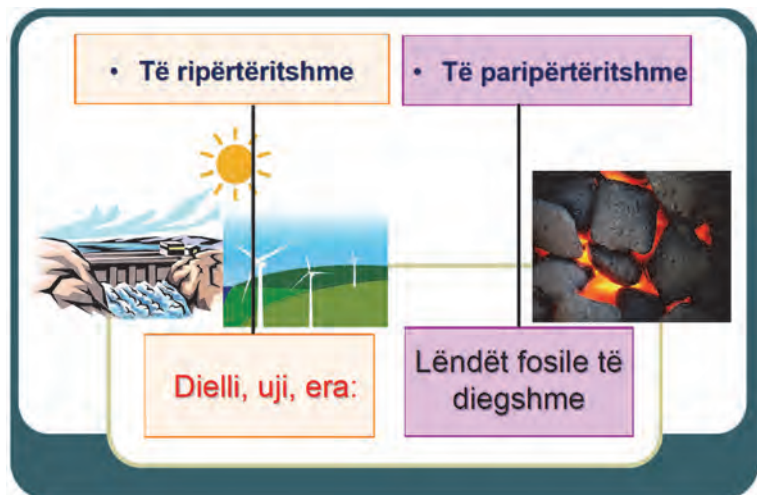 • Të ripërtëritshme
• Të paripërtëritshme
Dielli, uji, era:
Lëndët fosile të
diegshme